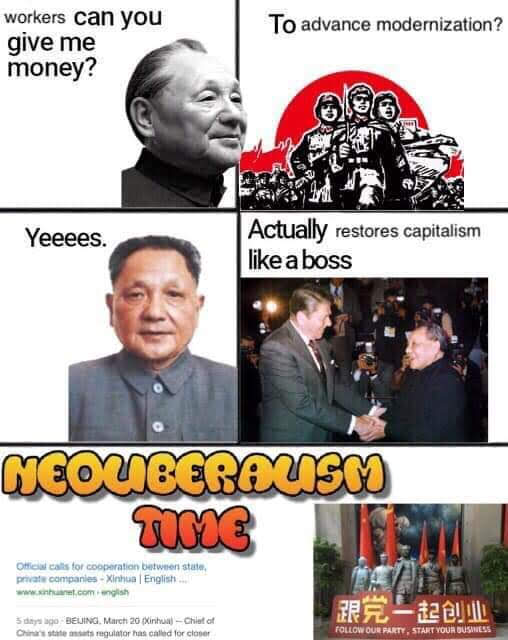 workers can you
give me
money?
To advance modernization?
Yeeees.
Actually restores capitalism
like a boss
NEOLIBERALISM
TIME
Official calls for cooperation between state,
private companies - Xinhua | English ...
www.xinhuanet.com › english
5 days ago - BEIJING, March 20 (Xinhua) -- Chief of
China's state assets regulator has called for closer
跟党一起创业
FOLLOW OUR PARTY, START YOUR BUSINESS